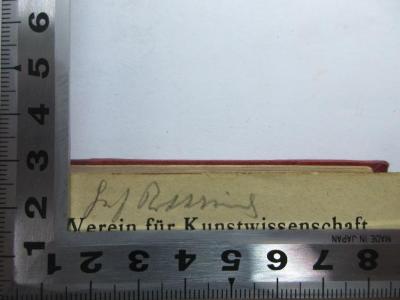 Verein für Kunstwissenschaft
MADE IN JAPAN
1 2 3 4 5 6
1 2 3 4 5 6 7 8